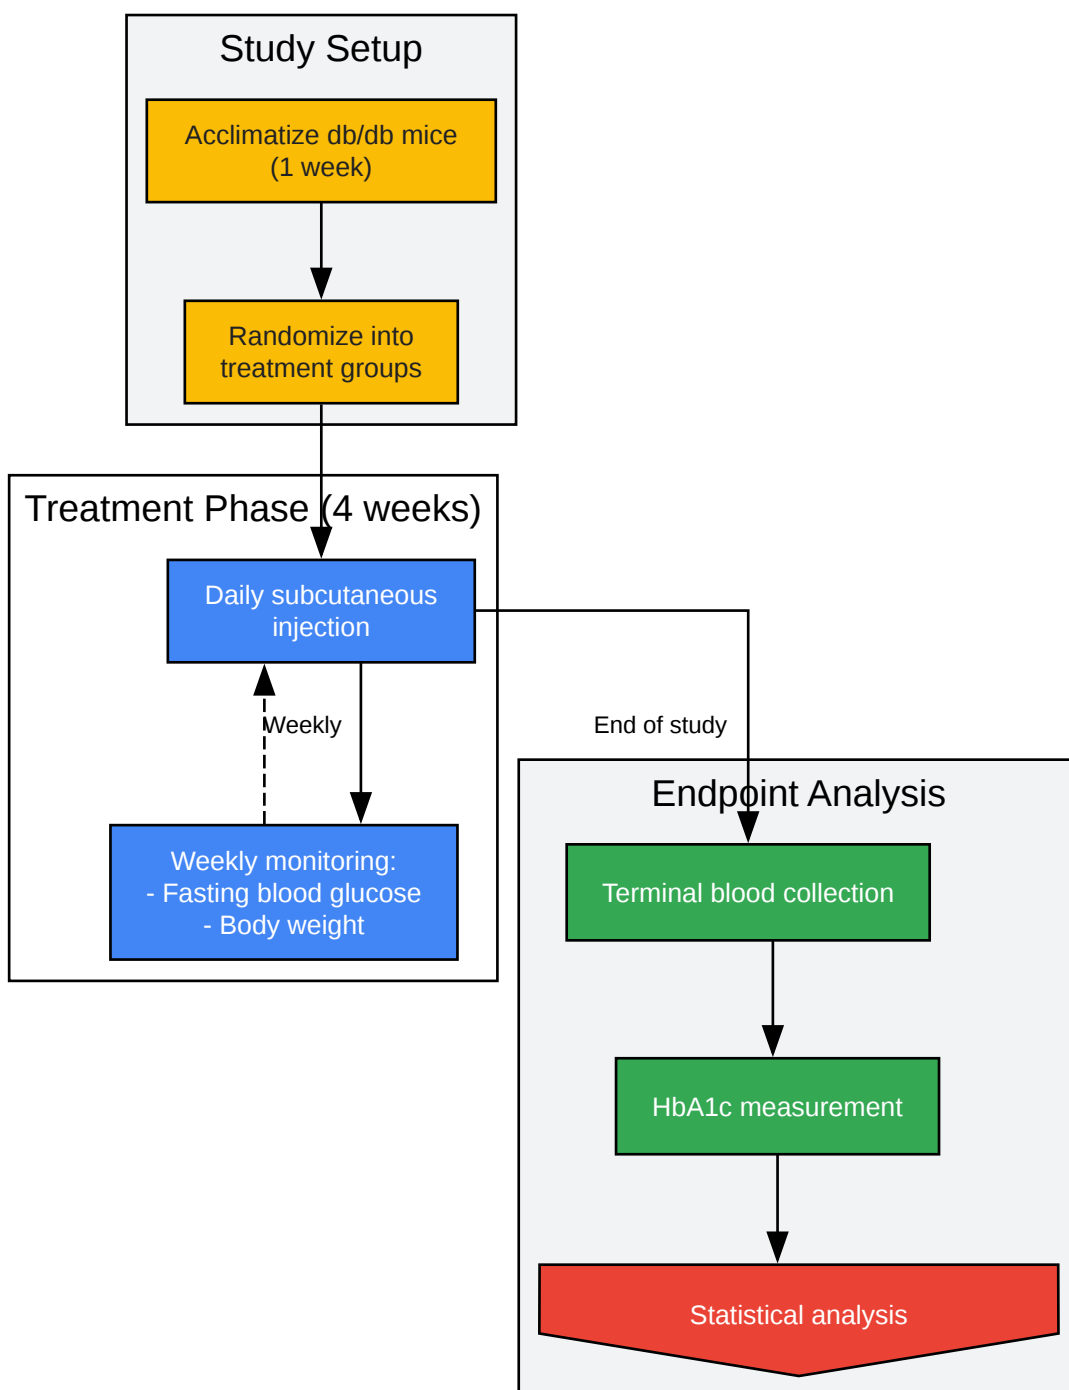 Study Setup
Acclimatize db/db mice
(1 week)
Randomize into
treatment groups
Treatment Phase (4 weeks)
Daily subcutaneous
injection
Weekly
End of study
Weekly monitoring:
- Fasting blood glucose
- Body weight
Endpoint Analysis
Terminal blood collection
HbA1c measurement
Statistical analysis